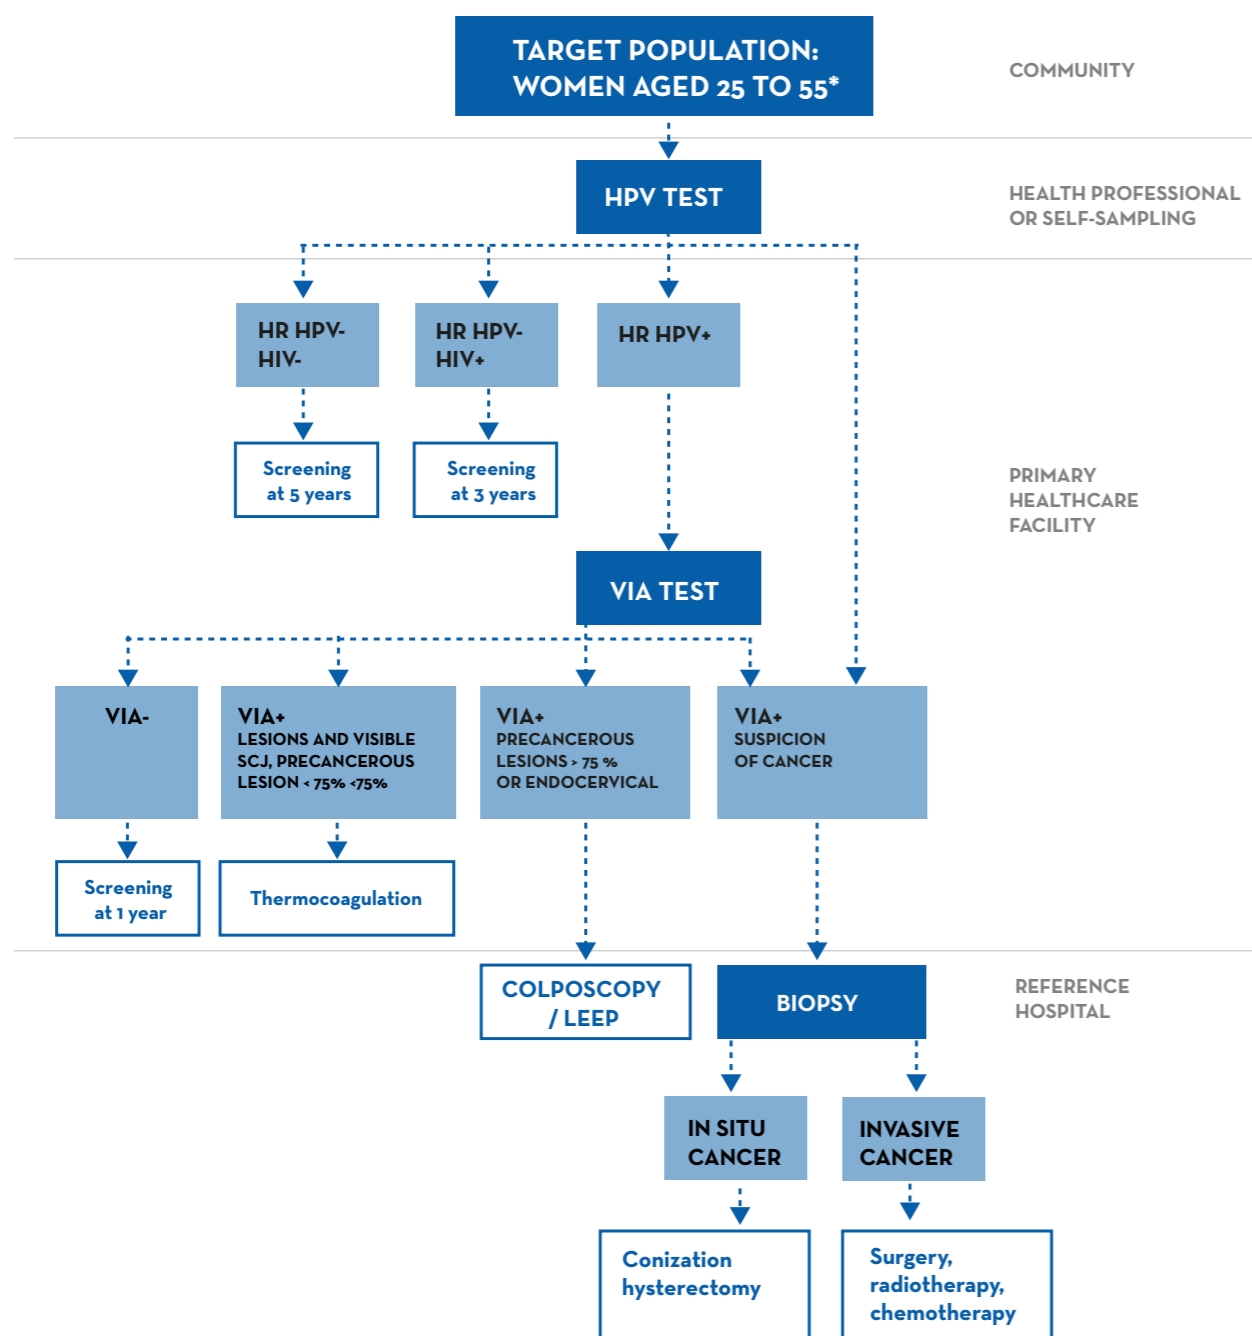 TARGET POPULATION:
WOMEN AGED 25 TO 55*
COMMUNITY
HPV TEST
HEALTH PROFESSIONAL
OR SELF-SAMPLING
HR HPV-
HIV-
HR HPV-
HIV+
HR HPV+
Screening
at 5 years
Screening
at 3 years
PRIMARY
HEALTHCARE
FACILITY
VIA TEST
VIA-
VIA+
LESIONS AND VISIBLE
SCJ, PRECANCEROUS
LESION < 75% <75%
VIA+
PRECANCEROUS
LESIONS > 75 %
OR ENDOCERVICAL
VIA+
SUSPICION
OF CANCER
Screening
at 1 year
Thermocoagulation
COLPOSCOPY
/ LEEP
BIOPSY
REFERENCE
HOSPITAL
IN SITU
CANCER
INVASIVE
CANCER
Conization
hysterectomy
Surgery,
radiotherapy,
chemotherapy